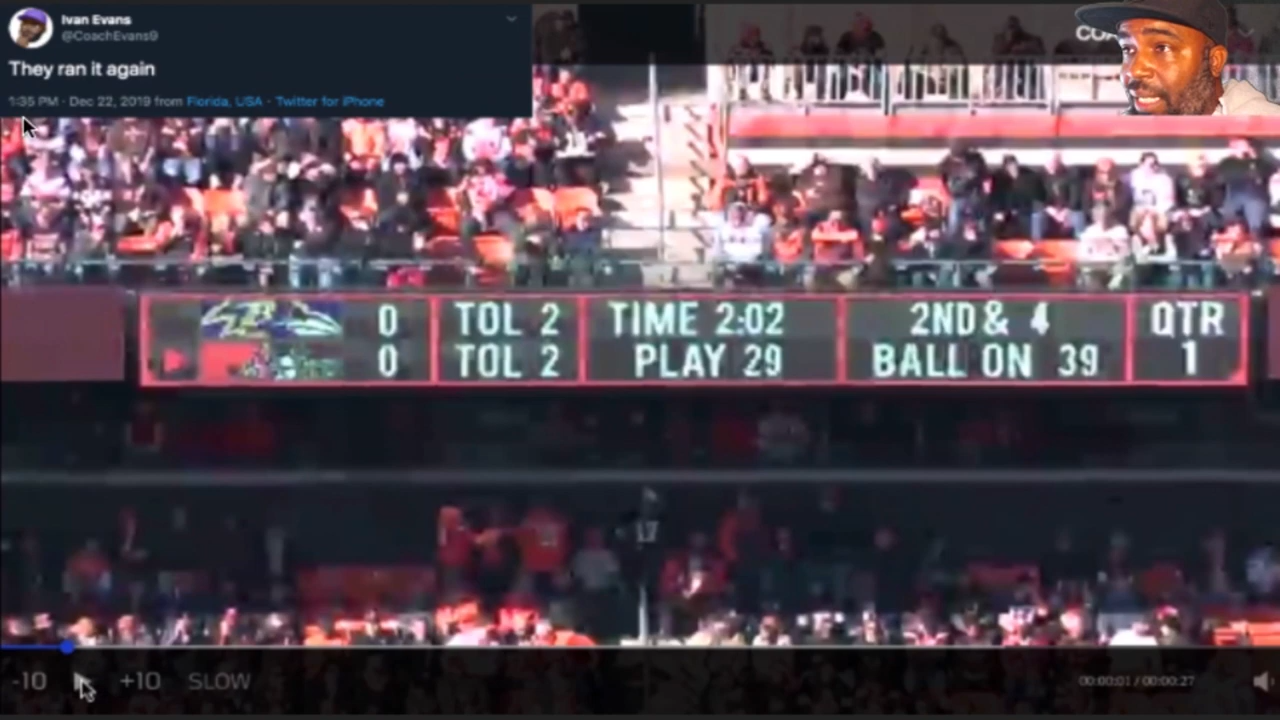 Ivan Evans
@CoachEvans9
They ran it again
1:35 PM · Dec 22, 2019 from Florida, USA · Twitter for iPhone
0 TOL 2 TIME 2:02 2ND & 4 QTR
0 TOL 2 PLAY 29 BALL ON 39 1
17
-10 +10 SLOW 00:00:01 / 00:00:27